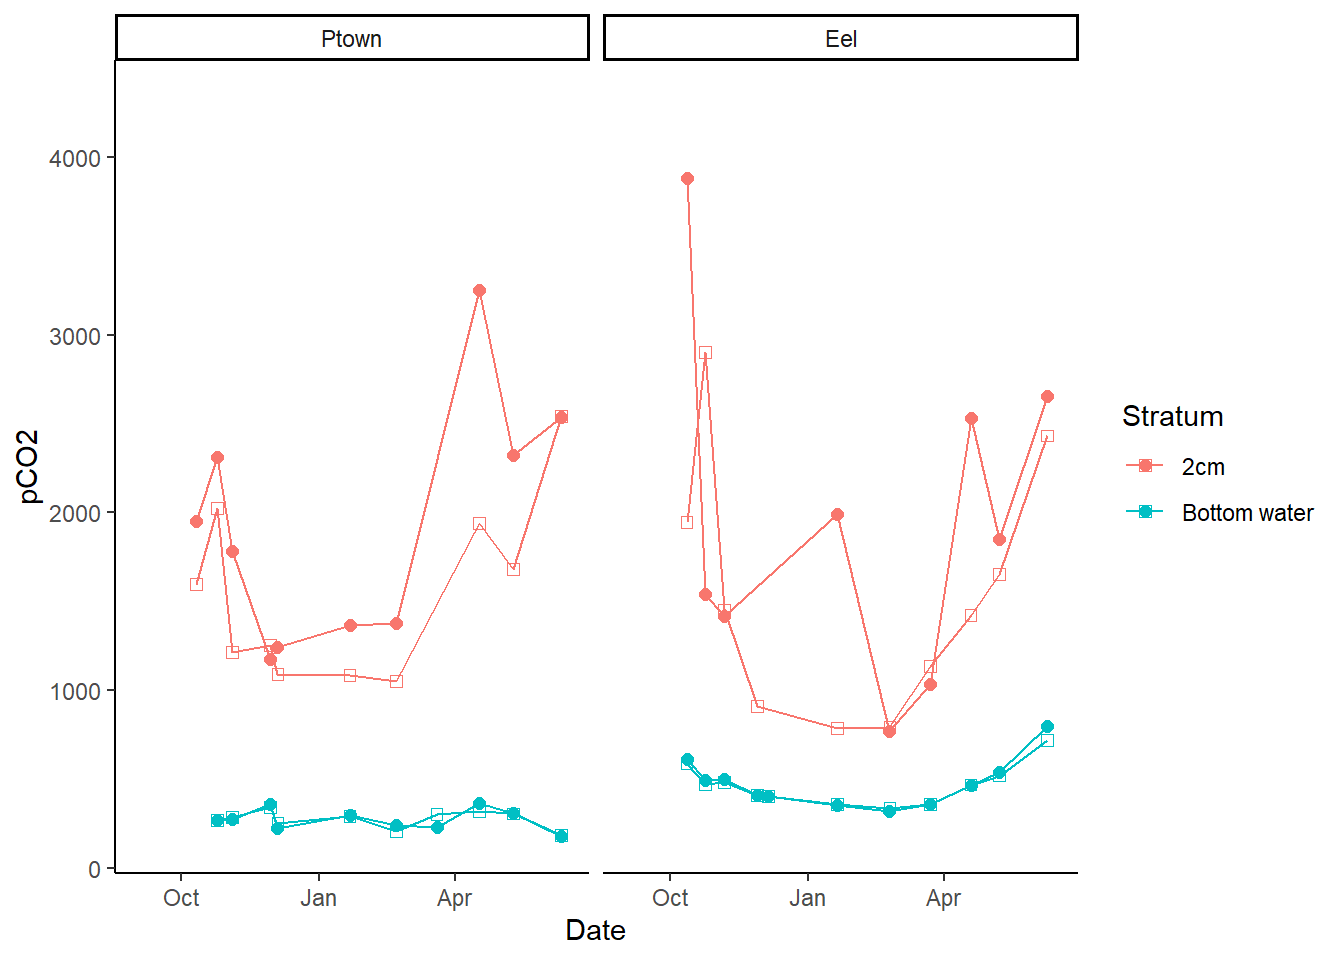 Ptown
Eel
4000
3000
2000
1000
0
pCO2
Oct
Jan
Apr
Oct
Jan
Apr
Date
Stratum
2cm
Bottom water